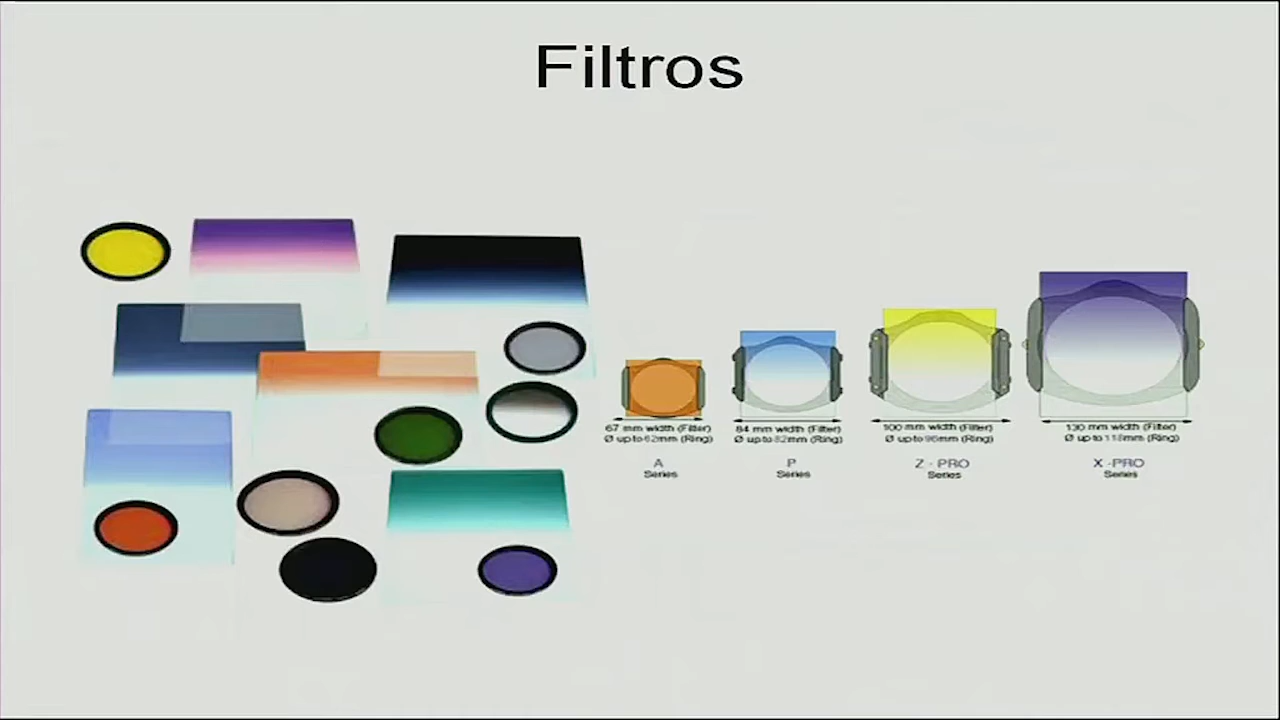 Filtros
67 mm width (Filter)
Ø up to 62mm (Ring)
A
Series
84 mm width (Filter)
Ø up to 82mm (Ring)
P
Series
100 mm width (Filter)
Ø up to 96mm (Ring)
Z - PRO
Series
130 mm width (Filter)
Ø up to 118mm (Ring)
X -PRO
Series